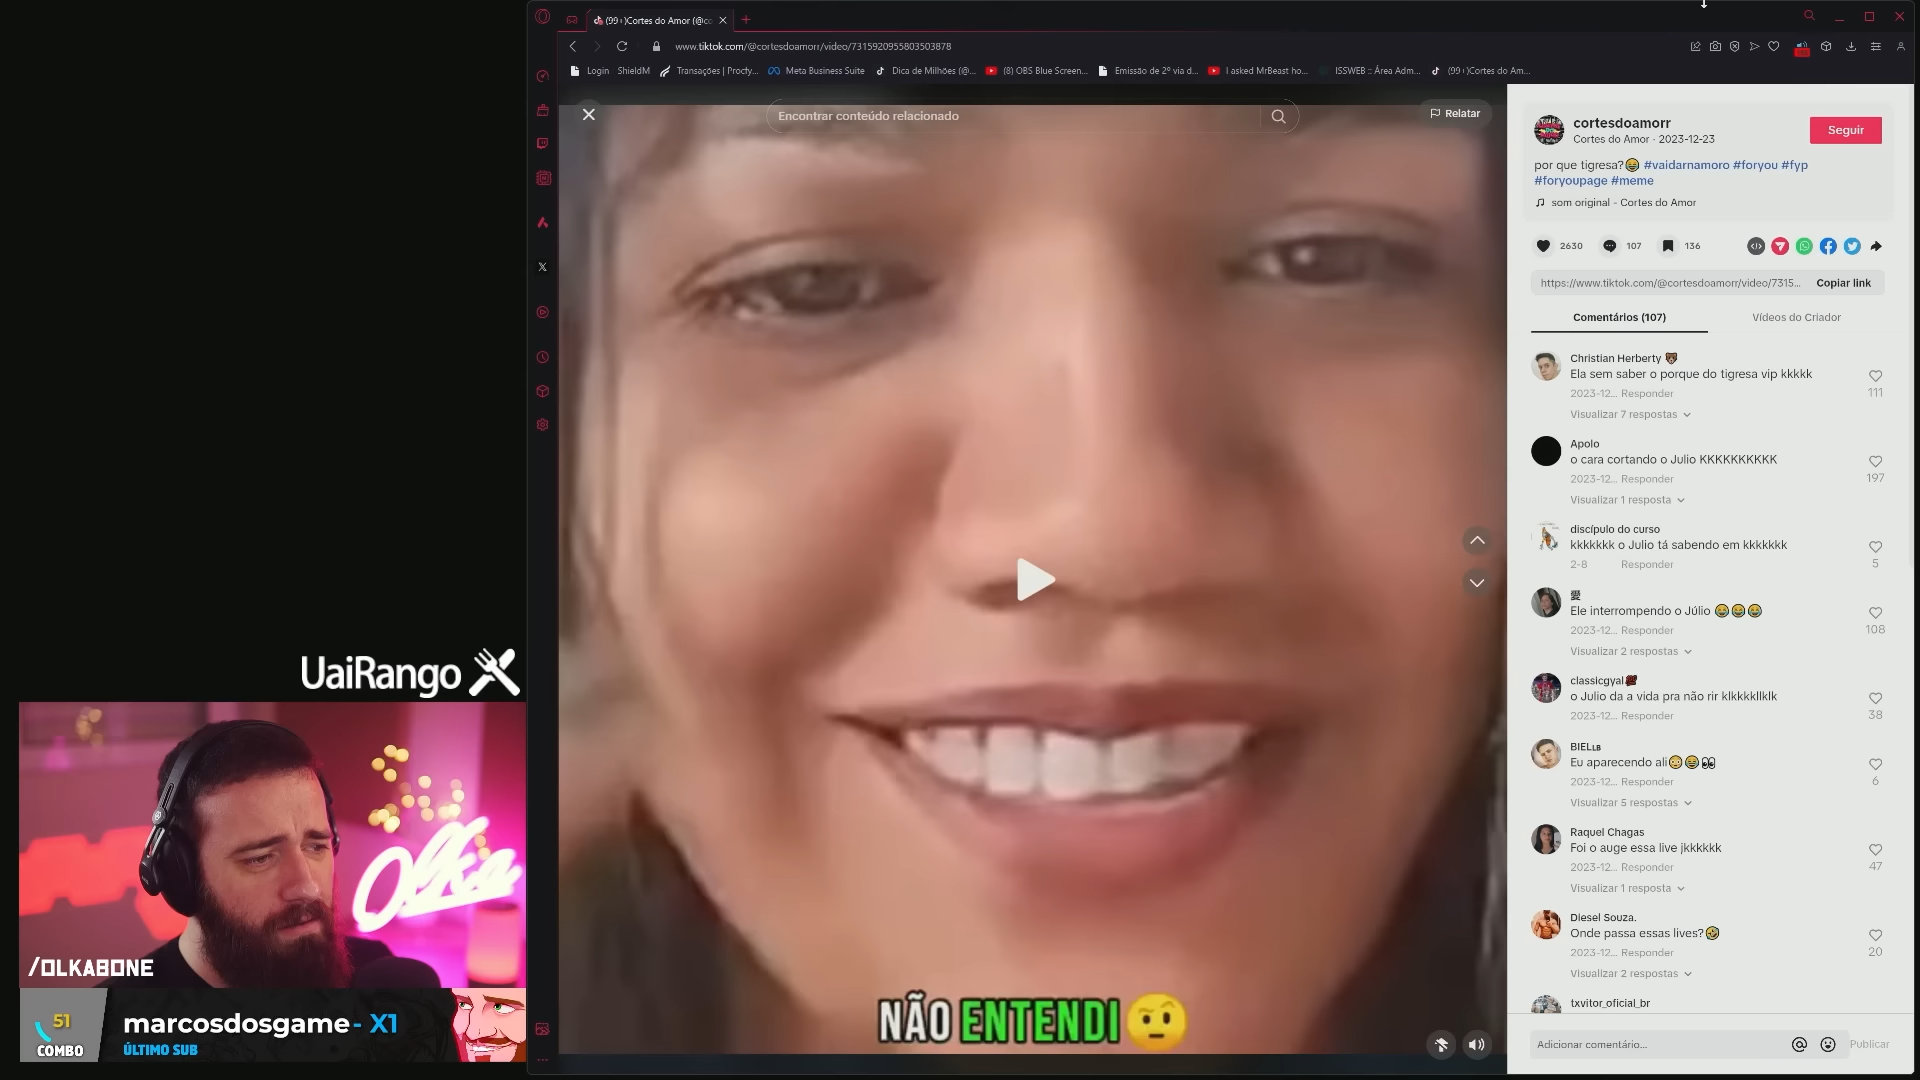 (99+)Cortes do Amor (@co
www.tiktok.com/@cortesdoamorr/video/7315920955803503878
Login
ShieldM
Transações | Procfy...
Meta Business Suite
Dica de Milhões (@...
(8) OBS Blue Screen...
Emissão de 2º via d...
I asked MrBeast ho...
ISSWEB :: Área Adm...
(99+)Cortes do Am...
Encontrar conteúdo relacionado
Relatar
cortesdoamorr
Cortes do Amor · 2023-12-23
Seguir
por que tigresa?😂 #vaidarnamoro #foryou #fyp
#foryoupage #meme
som original - Cortes do Amor
2630
107
136
https://www.tiktok.com/@cortesdoamorr/video/7315...
Copiar link
Comentários (107)
Vídeos do Criador
Christian Herberty 🐻
Ela sem saber o porque do tigresa vip kkkkk
2023-12... Responder
111
Visualizar 7 respostas
Apolo
o cara cortando o Julio KKKKKKKKKK
2023-12... Responder
197
Visualizar 1 resposta
discípulo do curso
kkkkkkk o Julio tá sabendo em kkkkkkk
2-8 Responder
5
愛
Ele interrompendo o Júlio 😂😂😂
2023-12... Responder
108
Visualizar 2 respostas
classicgyal💯
o Julio da a vida pra não rir klkkkkllklk
2023-12... Responder
38
BIELʟʙ
Eu aparecendo ali😳😂👀
2023-12... Responder
6
Visualizar 5 respostas
Raquel Chagas
Foi o auge essa live jkkkkkk
2023-12... Responder
47
Visualizar 1 resposta
Diesel Souza.
Onde passa essas lives?🤣
2023-12... Responder
20
Visualizar 2 respostas
txvitor_oficial_br
Adicionar comentário...
Publicar
NÃO ENTENDI🤨
UaiRango
Olka
/OLKABONE
51
COMBO
marcosdosgame - X1
ÚLTIMO SUB